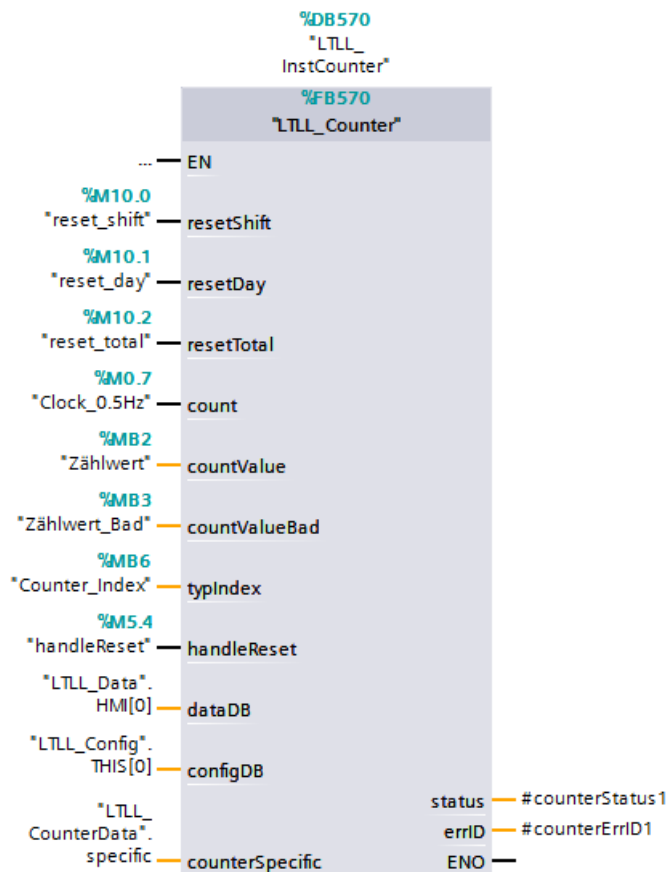 %DB570
"LTLL_
InstCounter"
%FB570
"LTLL_Counter"
... EN
%M10.0
"reset_shift" resetShift
%M10.1
"reset_day" resetDay
%M10.2
"reset_total" resetTotal
%M0.7
"Clock_0.5Hz" count
%MB2
"Zählwert" countValue
%MB3
"Zählwert_Bad" countValueBad
%MB6
"Counter_Index" typIndex
%M5.4
"handleReset" handleReset
"LTLL_Data".
HMI[0] dataDB
"LTLL_Config".
THIS[0] configDB
status #counterStatus1
"LTLL_
CounterData". errID #counterErrID1
specific counterSpecific ENO